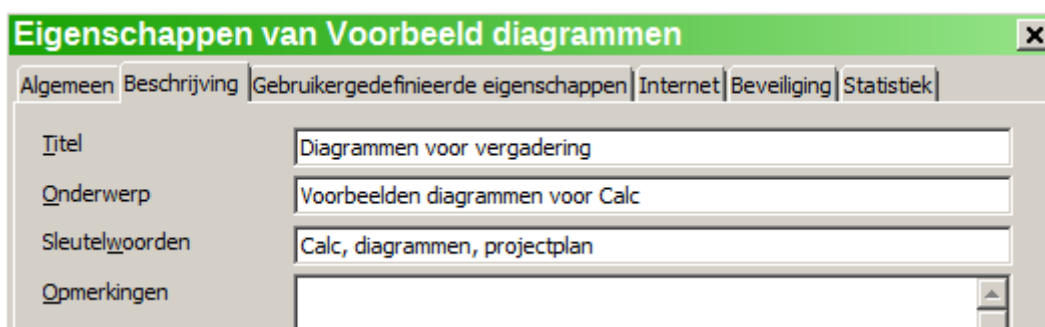 Eigenschappen van Voorbeeld diagrammen
Algemeen Beschrijving Gebruikergedefinieerde eigenschappen Internet Beveiliging Statistiek
Titel Diagrammen voor vergadering
Onderwerp Voorbeelden diagrammen voor Calc
Sleutelwoorden Calc, diagrammen, projectplan
Opmerkingen